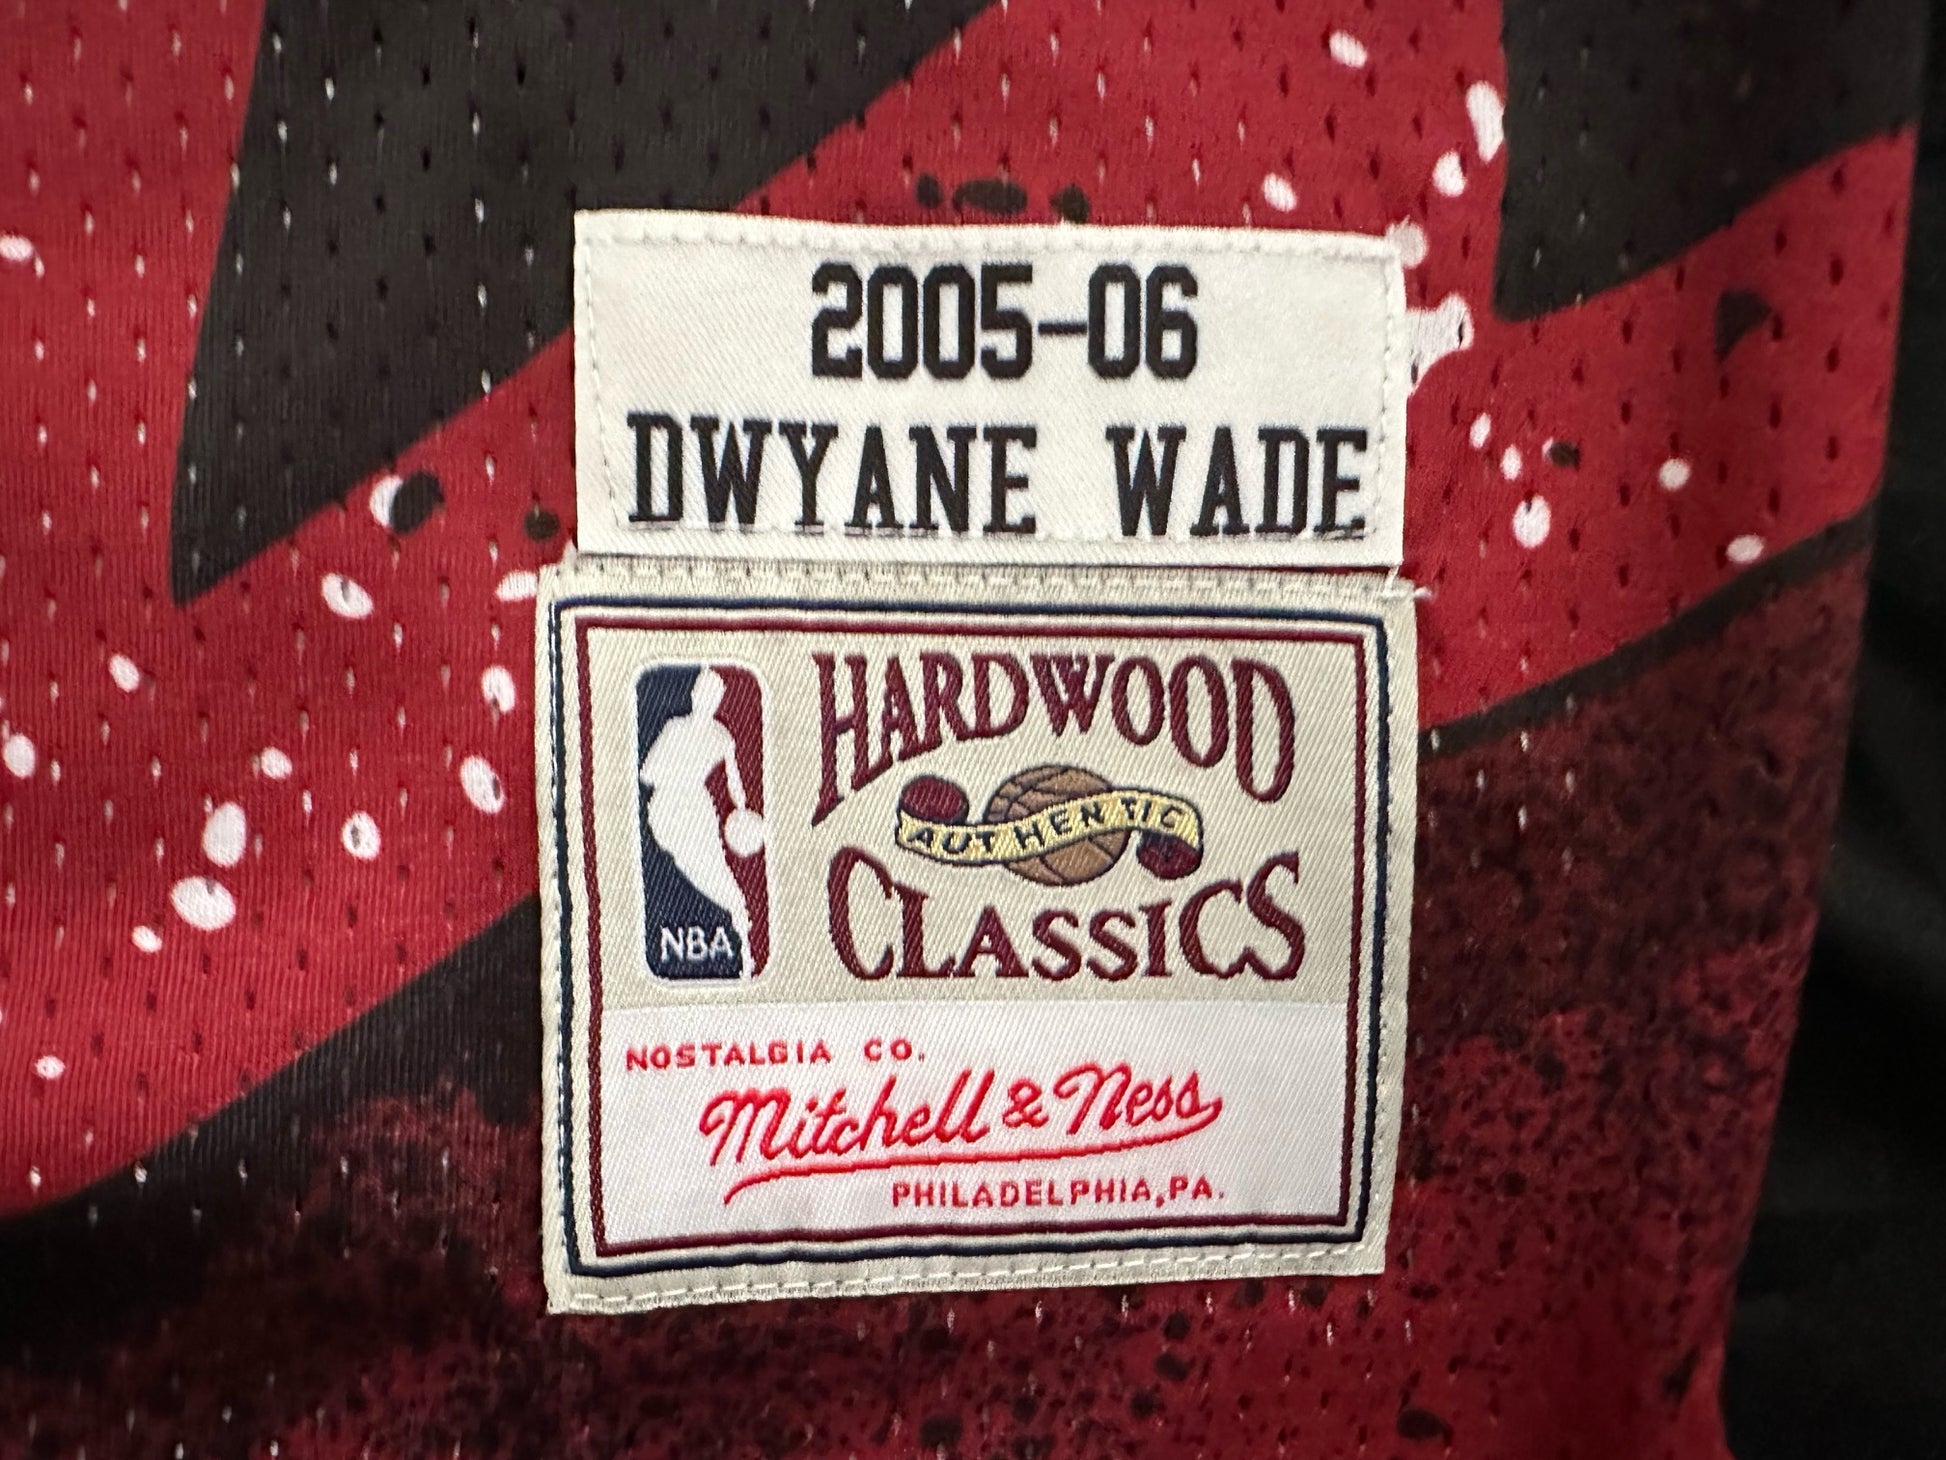 2005-06
DWYANE WADE
HARDWOOD
AUTHENTIC
CLASSICS
NBA
NOSTALGIA CO.
Mitchell & Ness
PHILADELPHIA, PA.